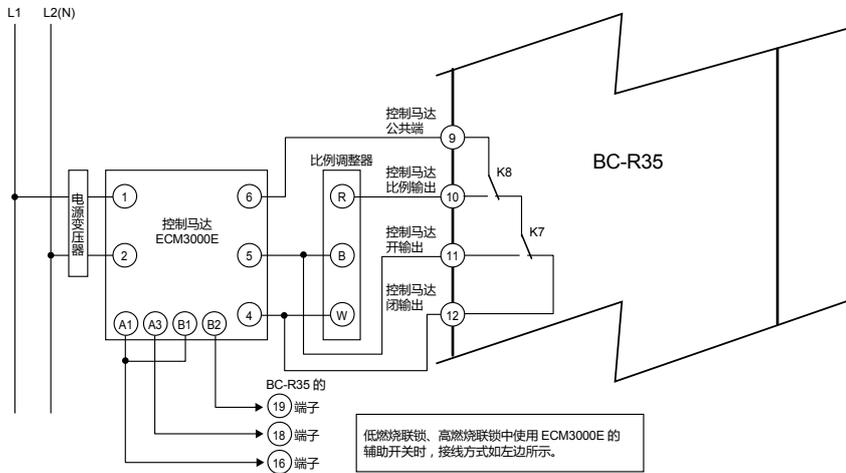 L1
L2(N)
控制马达
公共端
9
BC-R35
比例调整器
控制马达
比例输出
K8
电源变压器
1
6
R
10
控制马达
ECM3000E
控制马达
开输出
K7
2
5
B
11
控制马达
闭输出
4
W
12
A1
A3
B1
B2
BC-R35 的
19 端子
18 端子
16 端子
低燃烧联锁、高燃烧联锁中使用 ECM3000E 的
辅助开关时，接线方式如左边所示。